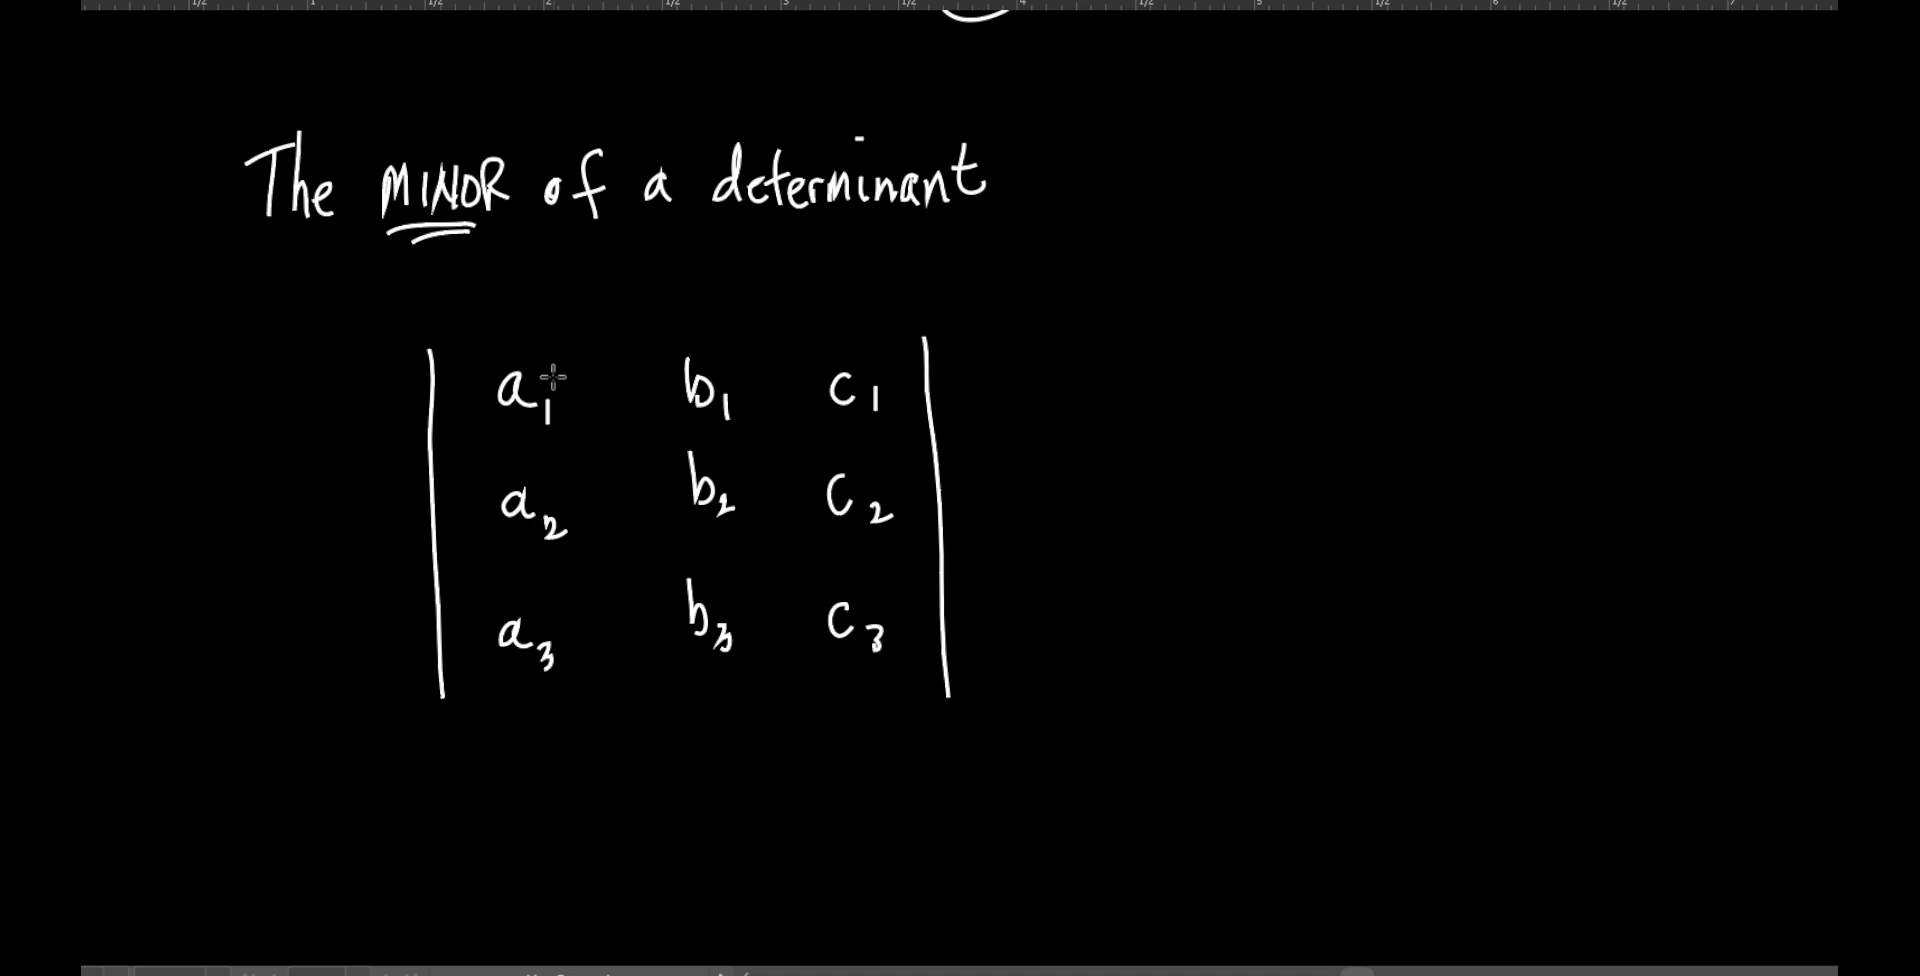 The MINOR of a determinant
a₁ b₁ c₁
a₂ b₂ c₂
a₃ b₃ c₃